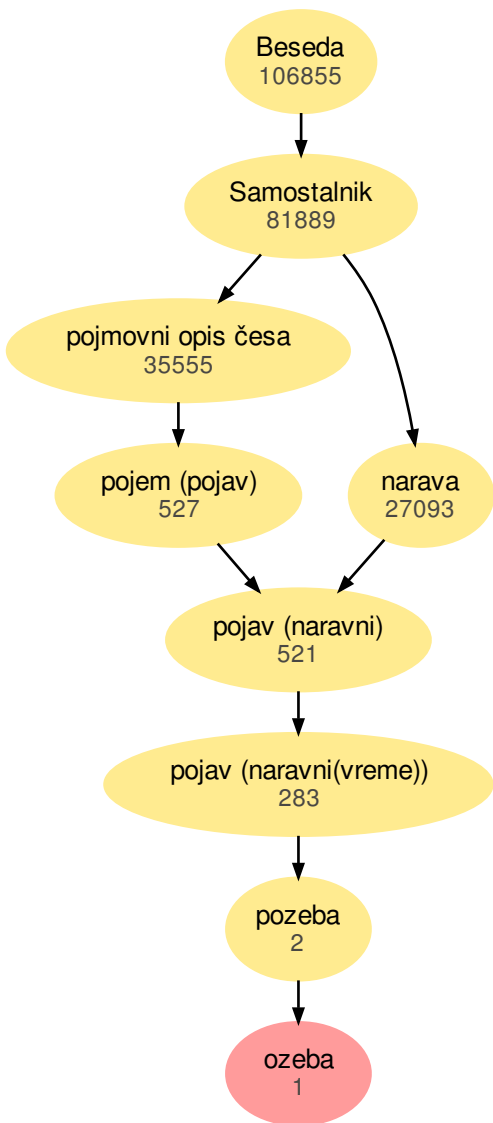 Beseda
106855
Samostalnik
81889
pojmovni opis česa
35555
pojem (pojav)
527
narava
27093
pojav (naravni)
521
pojav (naravni(vreme))
283
pozeba
2
ozeba
1